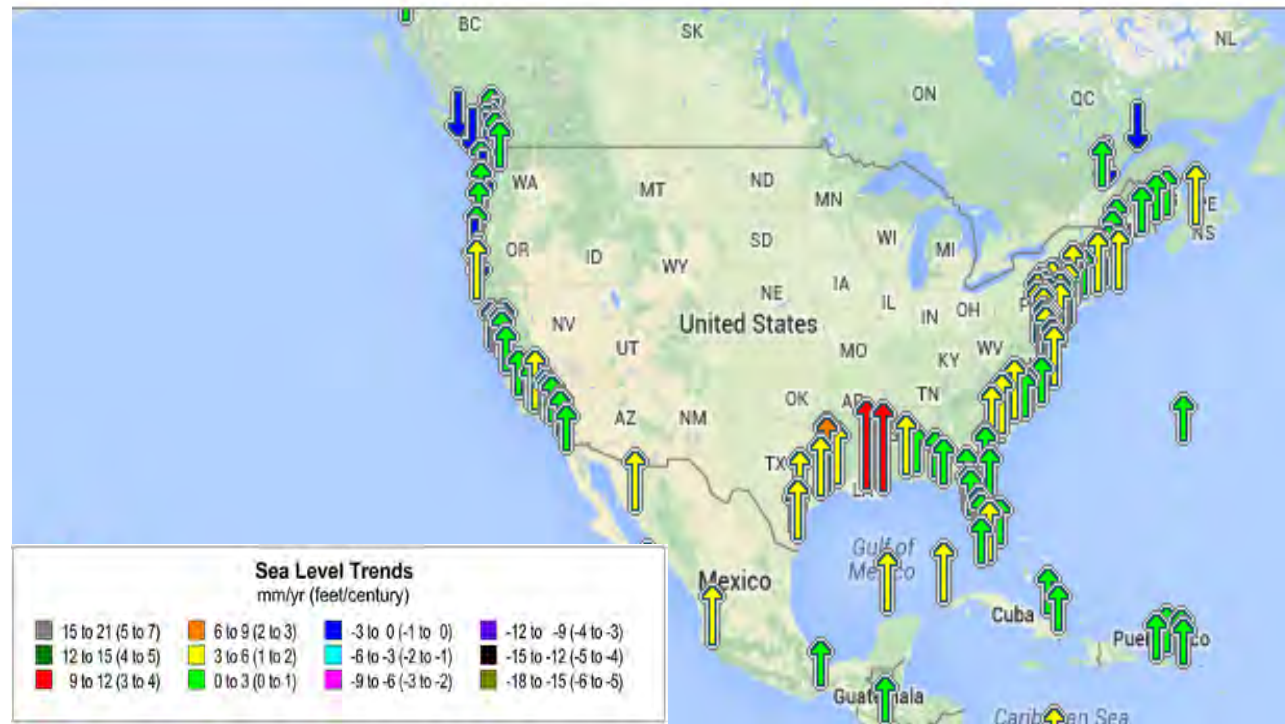 BC
SK
NL
ON
QC
WA
MT
ND
MN
PE
NS
OR
ID
SD
WI
MI
WY
IA
NE
IL
IN
OH
NV
United States
UT
MO
WV
KY
OK
TN
AZ
NM
TX
LA
Gulf of
Mexico
Mexico
Cuba
Guatemala
Caribbean Sea
Sea Level Trends
mm/yr (feet/century)
15 to 21 (5 to 7) 6 to 9 (2 to 3) -3 to 0 (-1 to 0) -12 to -9 (-4 to -3)
12 to 15 (4 to 5) 3 to 6 (1 to 2) -6 to -3 (-2 to -1) -15 to -12 (-5 to -4)
9 to 12 (3 to 4) 0 to 3 (0 to 1) -9 to -6 (-3 to -2) -18 to -15 (-6 to -5)